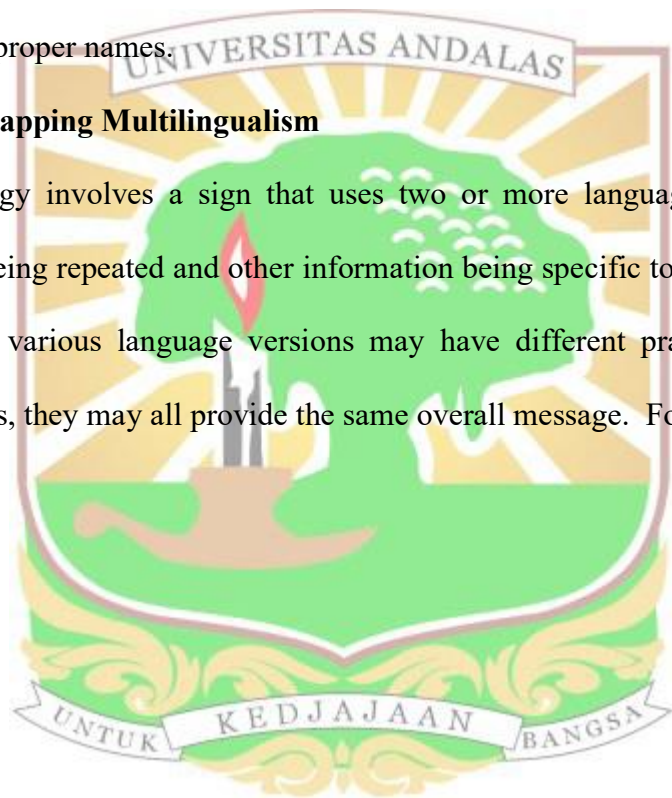 proper names.
UNIVERSITAS ANDALAS
apping Multilingualism
gy involves a sign that uses two or more languag
eing repeated and other information being specific to
various language versions may have different pra
s, they may all provide the same overall message. Fo
UNTUK KEDJAJAAN BANGSA